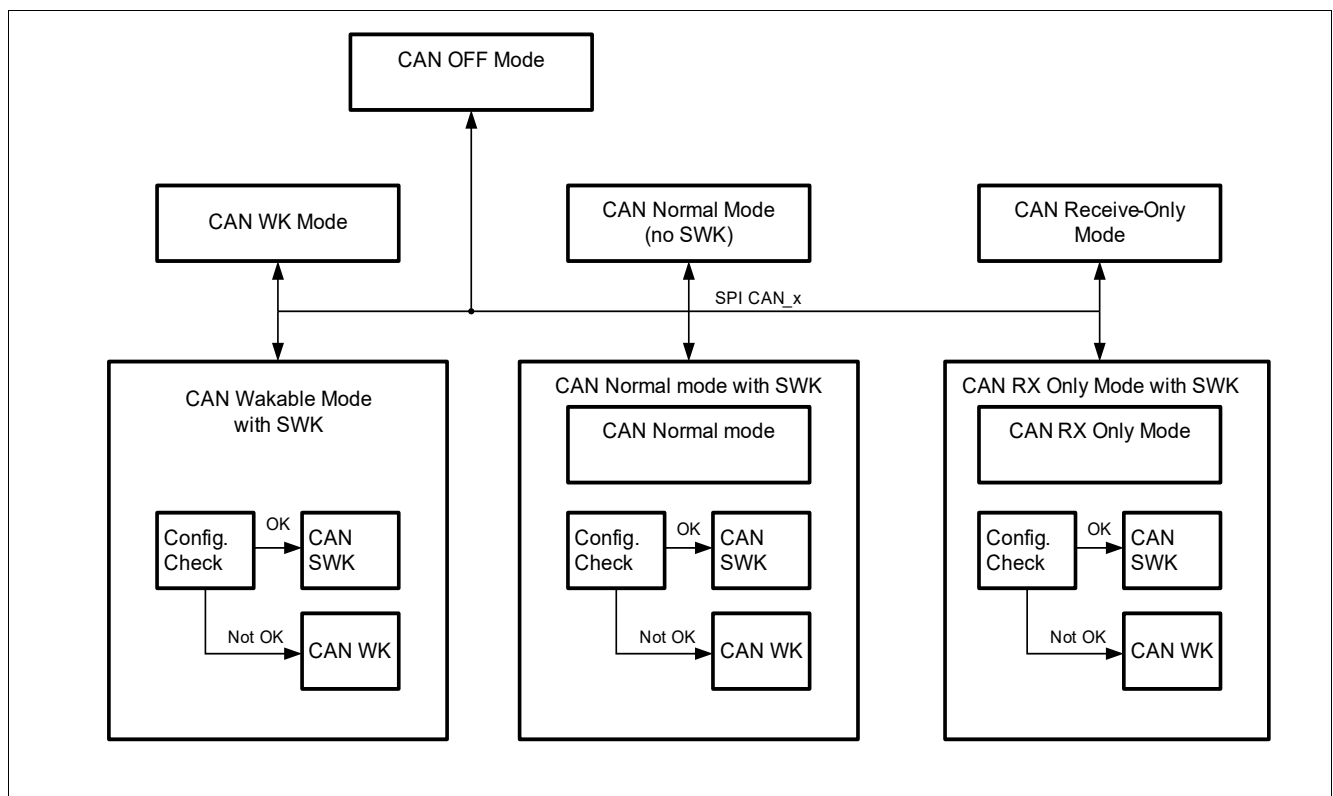 CAN OFF Mode
CAN WK Mode
CAN Normal Mode
(no SWK)
CAN Receive-Only
Mode
SPI CAN_x
CAN Wakable Mode
with SWK
Config.
Check
OK
CAN
SWK
Not OK
CAN WK
CAN Normal mode with SWK
CAN Normal mode
Config.
Check
OK
CAN
SWK
Not OK
CAN WK
CAN RX Only Mode with SWK
CAN RX Only Mode
Config.
Check
OK
CAN
SWK
Not OK
CAN WK